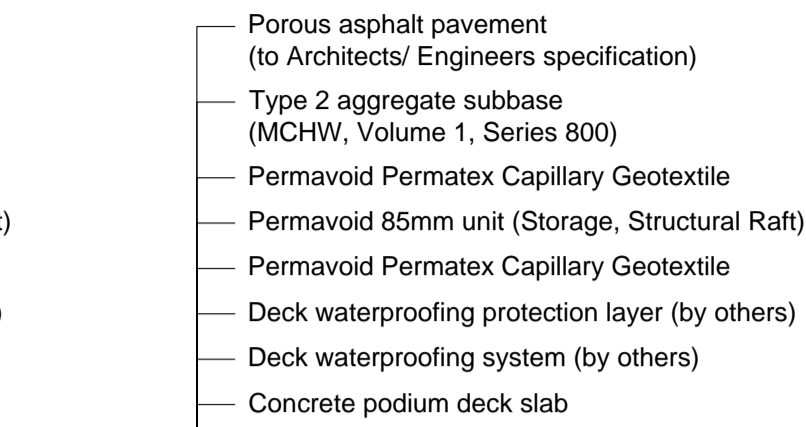 Porous asphalt pavement
(to Architects/ Engineers specification)
Type 2 aggregate subbase
(MCHW, Volume 1, Series 800)
Permavoid Permatex Capillary Geotextile
t)
Permavoid 85mm unit (Storage, Structural Raft)
Permavoid Permatex Capillary Geotextile
)
Deck waterproofing protection layer (by others)
Deck waterproofing system (by others)
Concrete podium deck slab